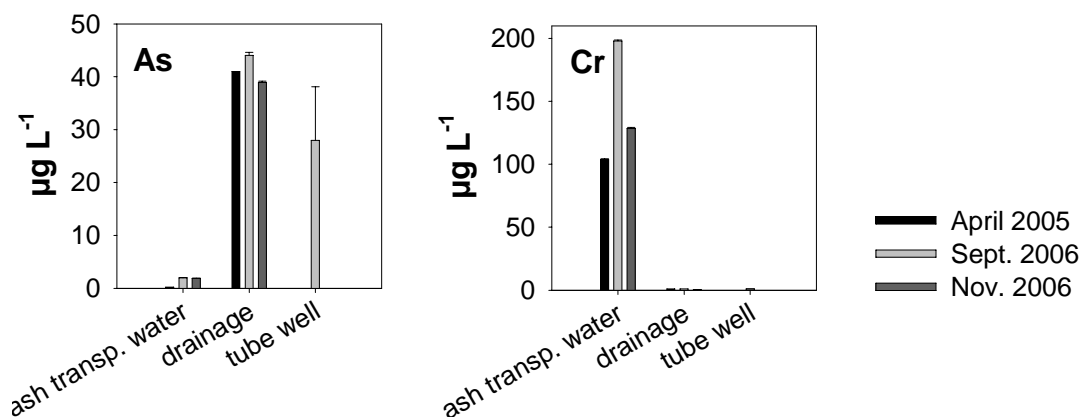 50
40
30
20
10
0
As
µg L⁻¹
ash transp. water
drainage
tube well
200
150
100
50
0
Cr
µg L⁻¹
ash transp. water
drainage
tube well
April 2005
Sept. 2006
Nov. 2006